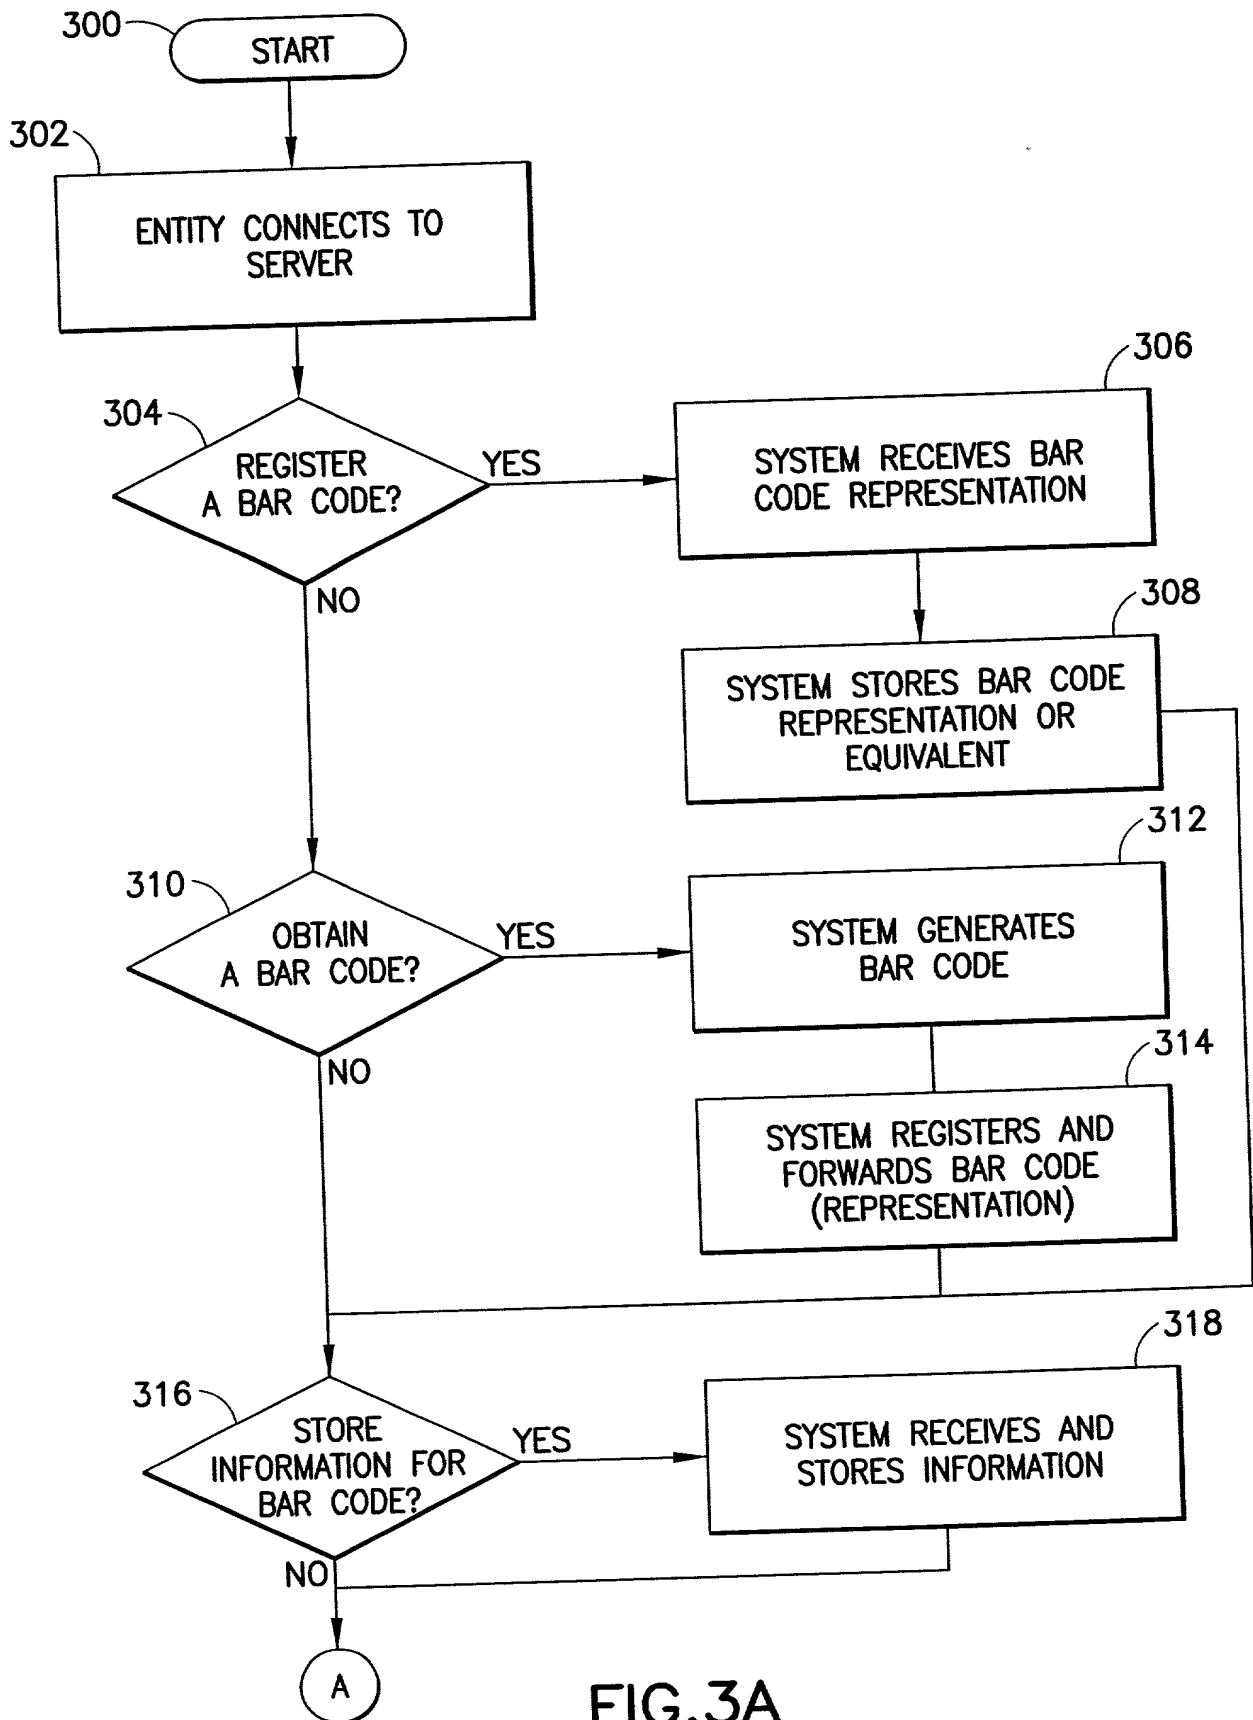 300
START
302
ENTITY CONNECTS TO
SERVER
306
304
REGISTER
A BAR CODE?
YES
SYSTEM RECEIVES BAR
CODE REPRESENTATION
NO
308
SYSTEM STORES BAR CODE
REPRESENTATION OR
EQUIVALENT
312
310
OBTAIN
A BAR CODE?
YES
SYSTEM GENERATES
BAR CODE
NO
314
SYSTEM REGISTERS AND
FORWARDS BAR CODE
(REPRESENTATION)
318
316
STORE
INFORMATION FOR
BAR CODE?
YES
SYSTEM RECEIVES AND
STORES INFORMATION
NO
A
FIG.3A